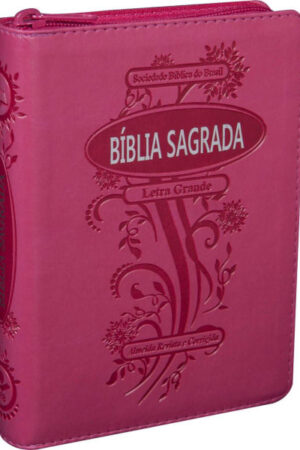 Sociedade Bíblica do Brasil
BÍBLIA SAGRADA
Letra Grande
Almeida Revista e Corrigida